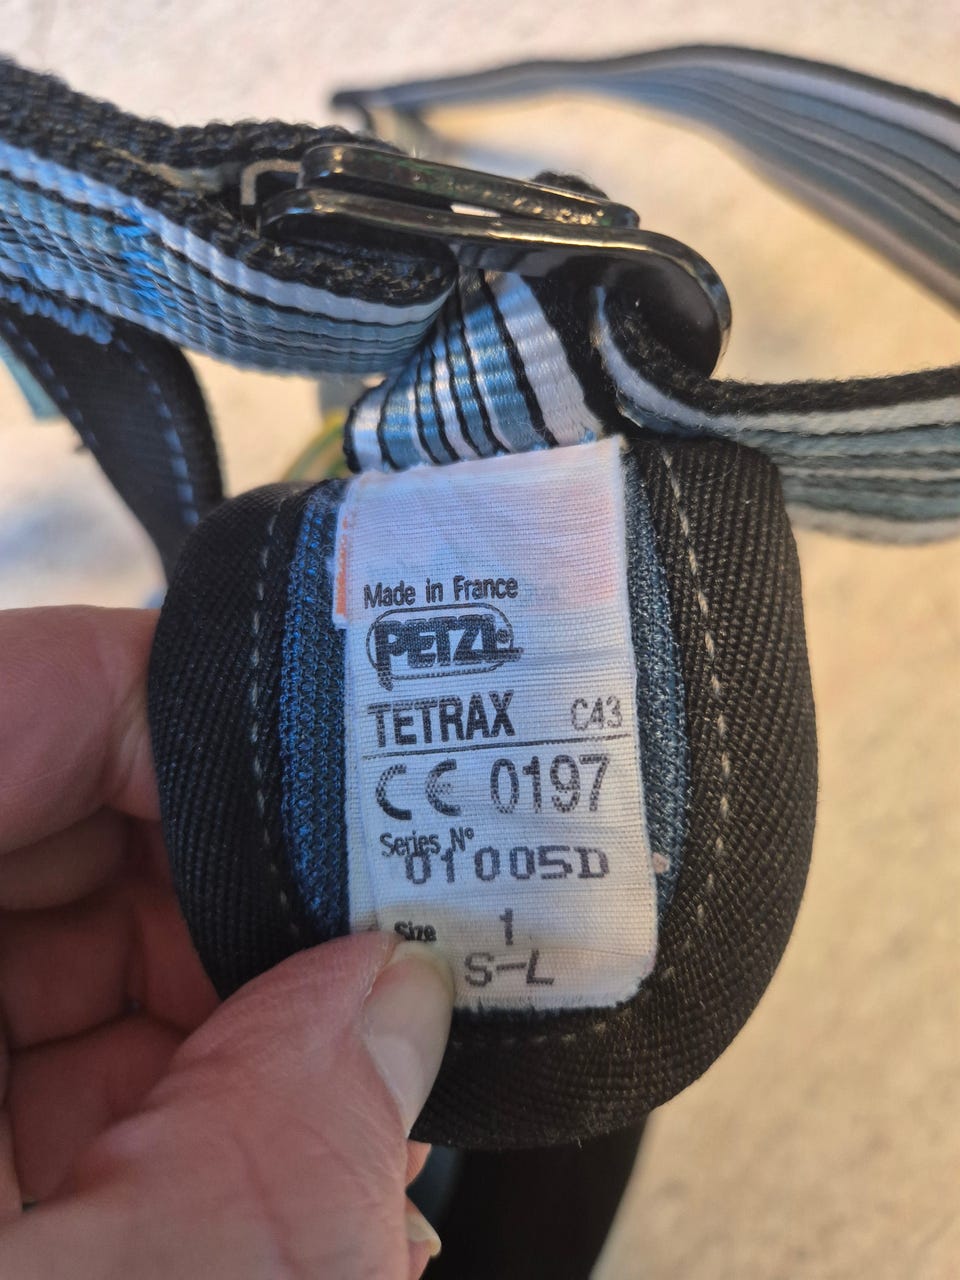 Made in France
PETZL
TETRAX C43
CE 0197
Series N°
01005D
Size 1
S-L